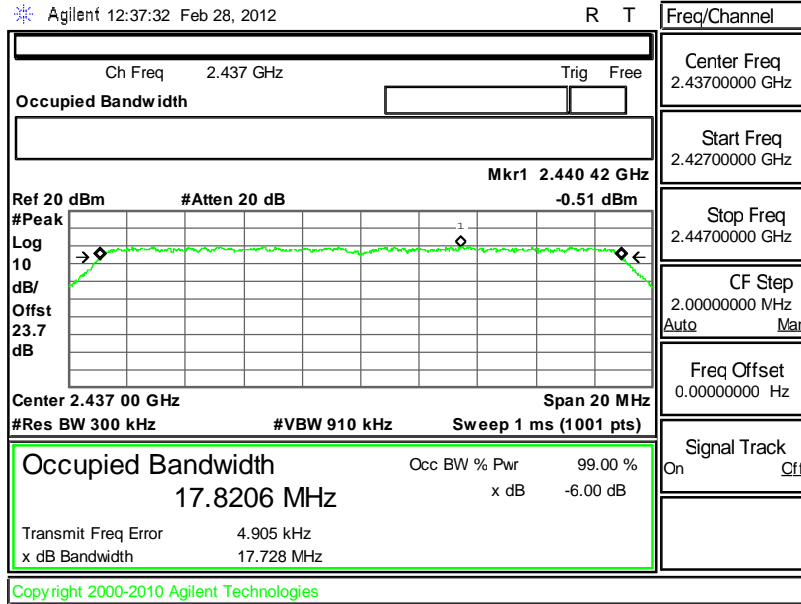 Agilent 12:37:32 Feb 28, 2012 R T
Freq/Channel
Ch Freq 2.437 GHz Trig Free
Occupied Bandwidth
Center Freq
2.43700000 GHz
Start Freq
2.42700000 GHz
Stop Freq
2.44700000 GHz
CF Step
2.00000000 MHz
Auto Man
Freq Offset
0.00000000 Hz
Signal Track
On Off
Mkr1 2.440 42 GHz
Ref 20 dBm #Atten 20 dB -0.51 dBm
#Peak
Log
10
dB/
Offst
23.7
dB
1
Center 2.437 00 GHz Span 20 MHz
#Res BW 300 kHz #VBW 910 kHz Sweep 1 ms (1001 pts)
Occupied Bandwidth Occ BW % Pwr 99.00 %
17.8206 MHz x dB -6.00 dB
Transmit Freq Error 4.905 kHz
x dB Bandwidth 17.728 MHz
Copyright 2000-2010 Agilent Technologies